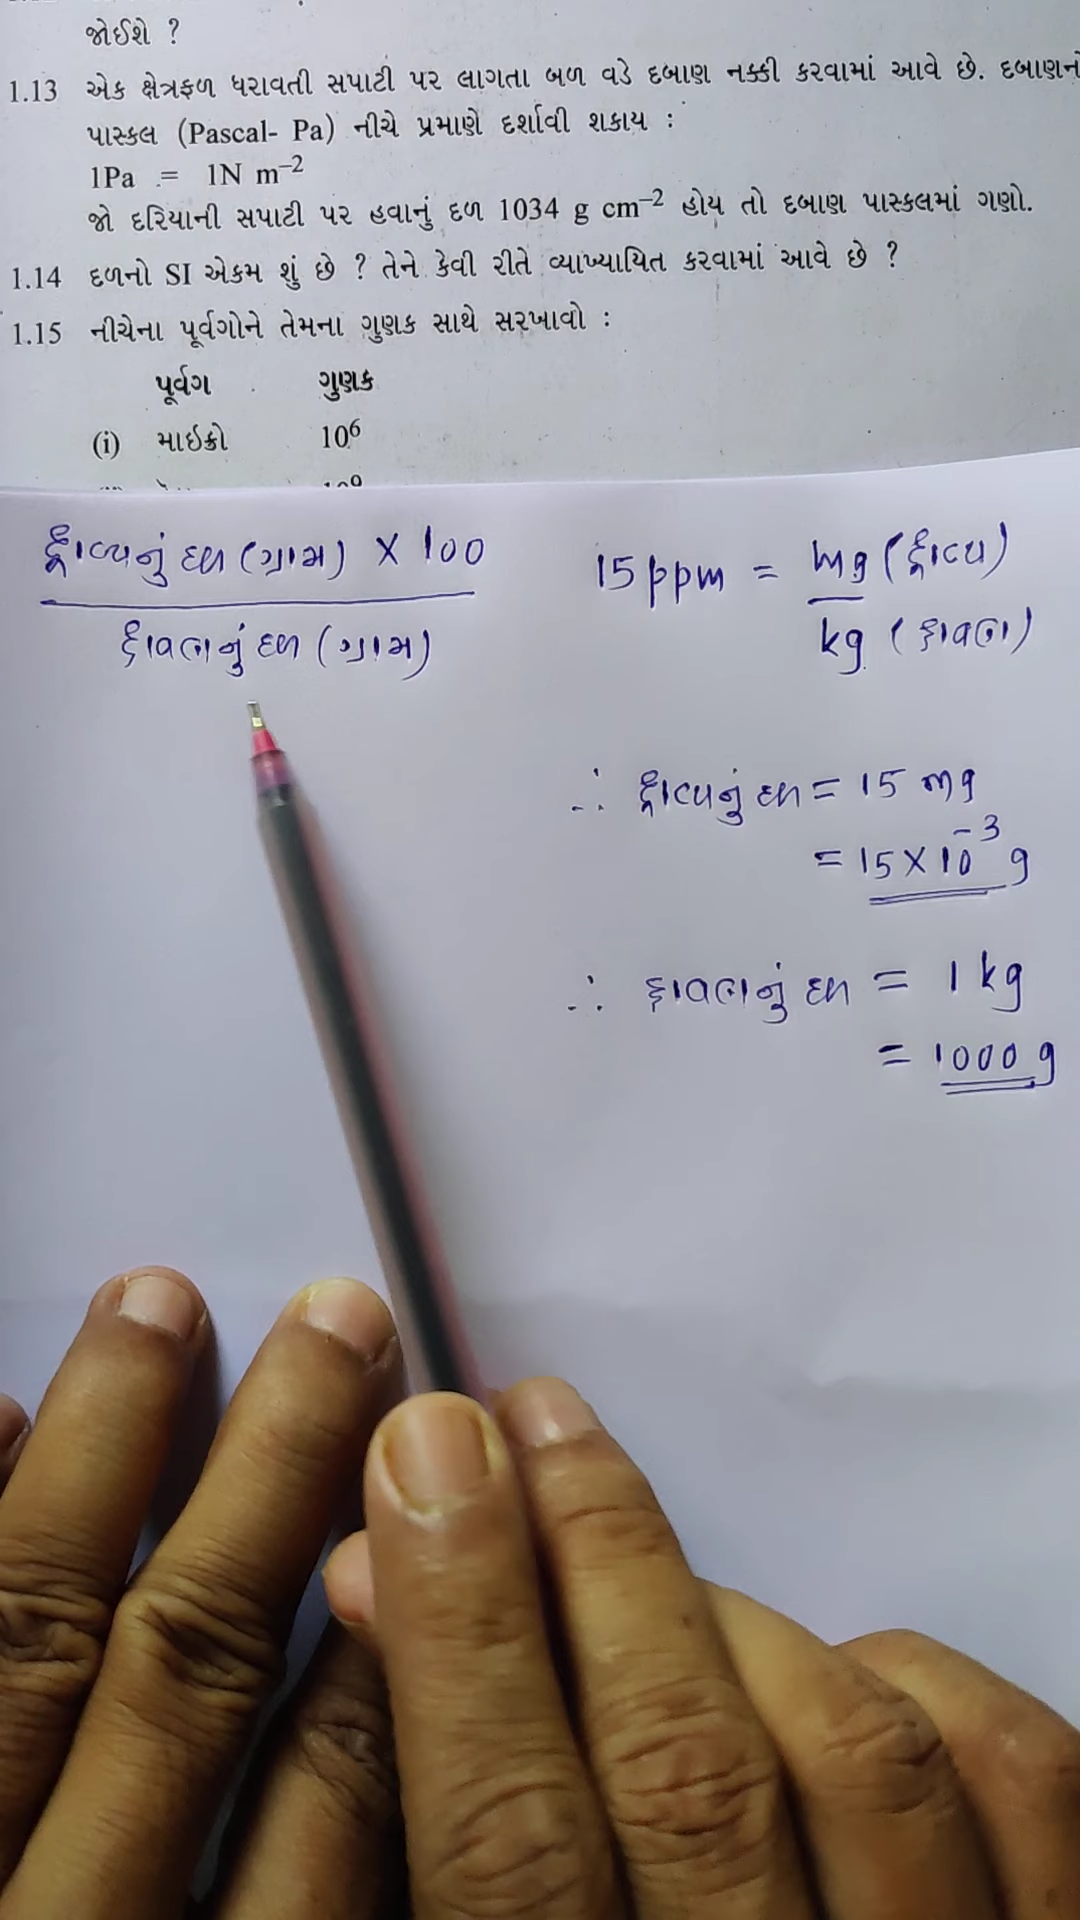 જોઈશે ?
1.13 એક ક્ષેત્રફળ ધરાવતી સપાટી પર લાગતા બળ વડે દબાણ નક્કી કરવામાં આવે છે. દબાણનો
પાસ્કલ (Pascal- Pa) નીચે પ્રમાણે દર્શાવી શકાય :
1Pa = 1N m⁻²
જો દરિયાની સપાટી પર હવાનું દળ 1034 g cm⁻² હોય તો દબાણ પાસ્કલમાં ગણો.
1.14 દળનો SI એકમ શું છે ? તેને કેવી રીતે વ્યાખ્યાયિત કરવામાં આવે છે ?
1.15 નીચેના પૂર્વગોને તેમના ગુણક સાથે સરખાવો :
પૂર્વગ ગુણક
(i) માઇક્રો 10⁶
દ્રાવ્યનું દળ (ગ્રામ) × 100
દ્રાવણનું દળ (ગ્રામ)
15 ppm = mg (દ્રાવ્ય)
kg (દ્રાવણ)
∴ દ્રાવ્યનું દળ = 15 mg
= 15 × 10⁻³ g
∴ દ્રાવણનું દળ = 1 kg
= 1000 g